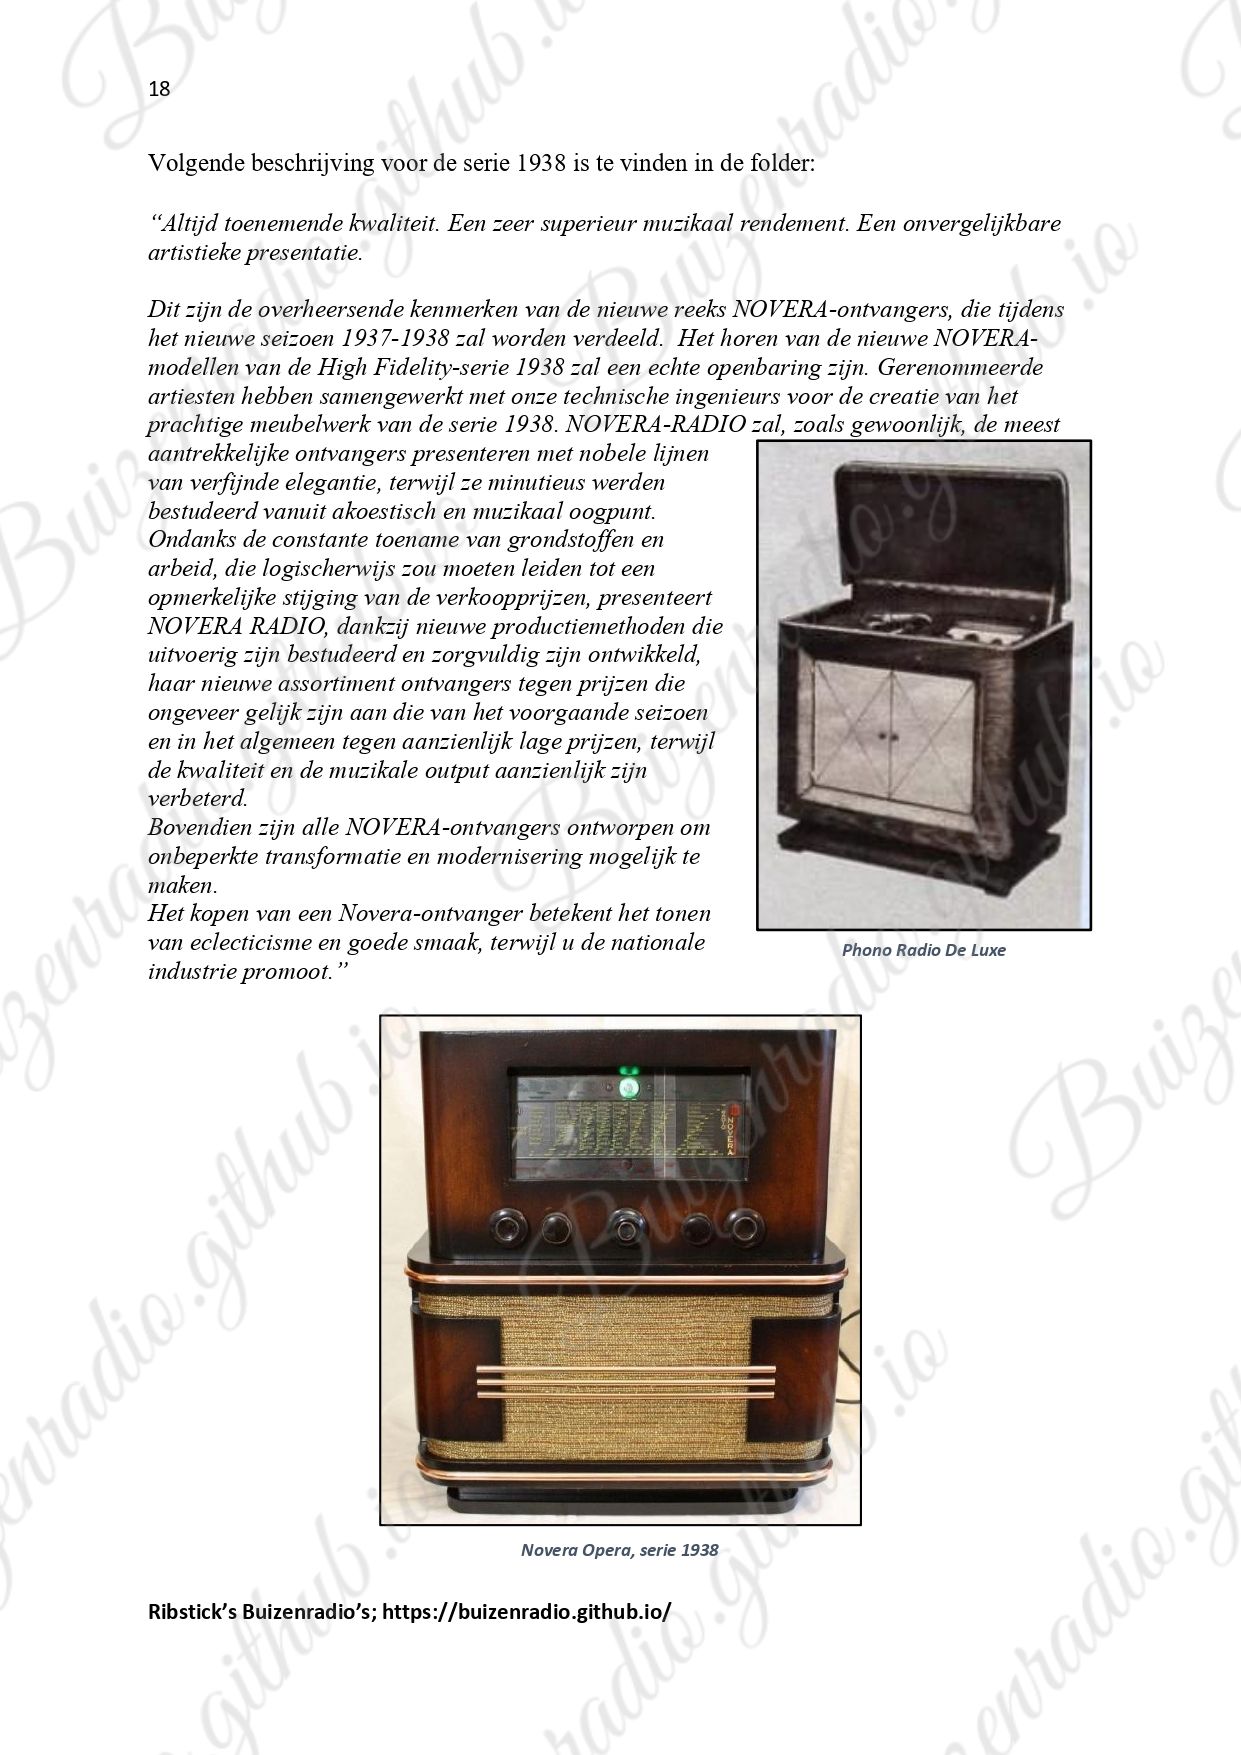 18
Volgende beschrijving voor de serie 1938 is te vinden in de folder:
“Altijd toenemende kwaliteit. Een zeer superieur muzikaal rendement. Een onvergelijkbare
artistieke presentatie.
Dit zijn de overheersende kenmerken van de nieuwe reeks NOVERA-ontvangers, die tijdens
het nieuwe seizoen 1937-1938 zal worden verdeeld.  Het horen van de nieuwe NOVERA-
modellen van de High Fidelity-serie 1938 zal een echte openbaring zijn. Gerenommeerde
artiesten hebben samengewerkt met onze technische ingenieurs voor de creatie van het
prachtige meubelwerk van de serie 1938. NOVERA-RADIO zal, zoals gewoonlijk, de meest
aantrekkelijke ontvangers presenteren met nobele lijnen
van verfijnde elegantie, terwijl ze minutieus werden
bestudeerd vanuit akoestisch en muzikaal oogpunt.
Ondanks de constante toename van grondstoffen en
arbeid, die logischerwijs zou moeten leiden tot een
opmerkelijke stijging van de verkoopprijzen, presenteert
NOVERA RADIO, dankzij nieuwe productiemethoden die
uitvoerig zijn bestudeerd en zorgvuldig zijn ontwikkeld,
haar nieuwe assortiment ontvangers tegen prijzen die
ongeveer gelijk zijn aan die van het voorgaande seizoen
en in het algemeen tegen aanzienlijk lage prijzen, terwijl
de kwaliteit en de muzikale output aanzienlijk zijn
verbeterd.
Bovendien zijn alle NOVERA-ontvangers ontworpen om
onbeperkte transformatie en modernisering mogelijk te
maken.
Het kopen van een Novera-ontvanger betekent het tonen
van eclecticisme en goede smaak, terwijl u de nationale
industrie promoot.”
Phono Radio De Luxe
NOVERA
Novera Opera, serie 1938
Ribstick’s Buizenradio’s; https://buizenradio.github.io/
Buizenradio.github.io